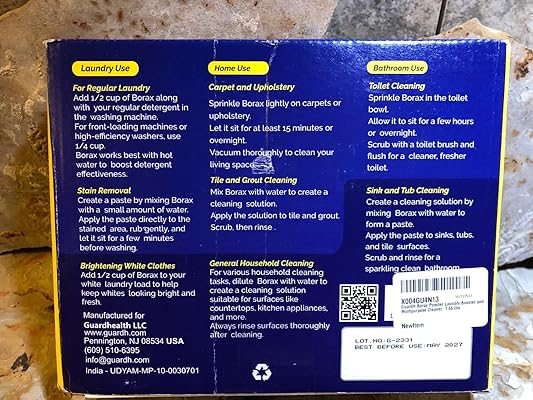 Laundry Use
For Regular Laundry
Add 1/2 cup of Borax along
with your regular detergent in
the washing machine.
For front-loading machines or
high-efficiency washers, use
1/4 cup.
Borax works best with hot
water to boost detergent
effectiveness.
Stain Removal
Create a paste by mixing Borax
with a small amount of water.
Apply the paste directly to the
stained area, rub gently, and
let it sit for a few minutes
before washing.
Brightening White Clothes
Add 1/2 cup of Borax to your
white laundry load to help
keep whites looking bright and
fresh.
Manufactured for
Guardhealth LLC
www.guardh.com
Pennington, NJ 08534 USA
(609) 510-6395
info@guardh.com
India - UDYAM-MP-10-0030701
Home Use
Carpet and Upholstery
Sprinkle Borax lightly on carpets or
upholstery.
Let it sit for at least 15 minutes or
overnight.
Vacuum thoroughly to clean your
living space
Tile and Grout Cleaning
Mix Borax with water to create a
cleaning solution.
Apply the solution to tile and grout.
Scrub, then rinse .
General Household Cleaning
For various household cleaning
tasks, dilute Borax with water to
create a cleaning solution
suitable for surfaces like
countertops, kitchen appliances,
and more.
Always rinse surfaces thoroughly
after cleaning.
Bathroom Use
Toilet Cleaning
Sprinkle Borax in the toilet
bowl.
Allow it to sit for a few hours
or overnight.
Scrub with a toilet brush and
flush for a cleaner, fresher
toilet.
Sink and Tub Cleaning
Create a cleaning solution by
mixing Borax with water to
form a paste.
Apply the paste to sinks, tubs,
and tile surfaces.
Scrub and rinse for a
sparkling clean bathroom
X004GU4N13
Guardh Borax Powder Laundry Booster and
Multipurpose Cleaner, 1.65 lbs
NewItem
LOT.NO:G-2331
BEST BEFORE USE:MAY 2027